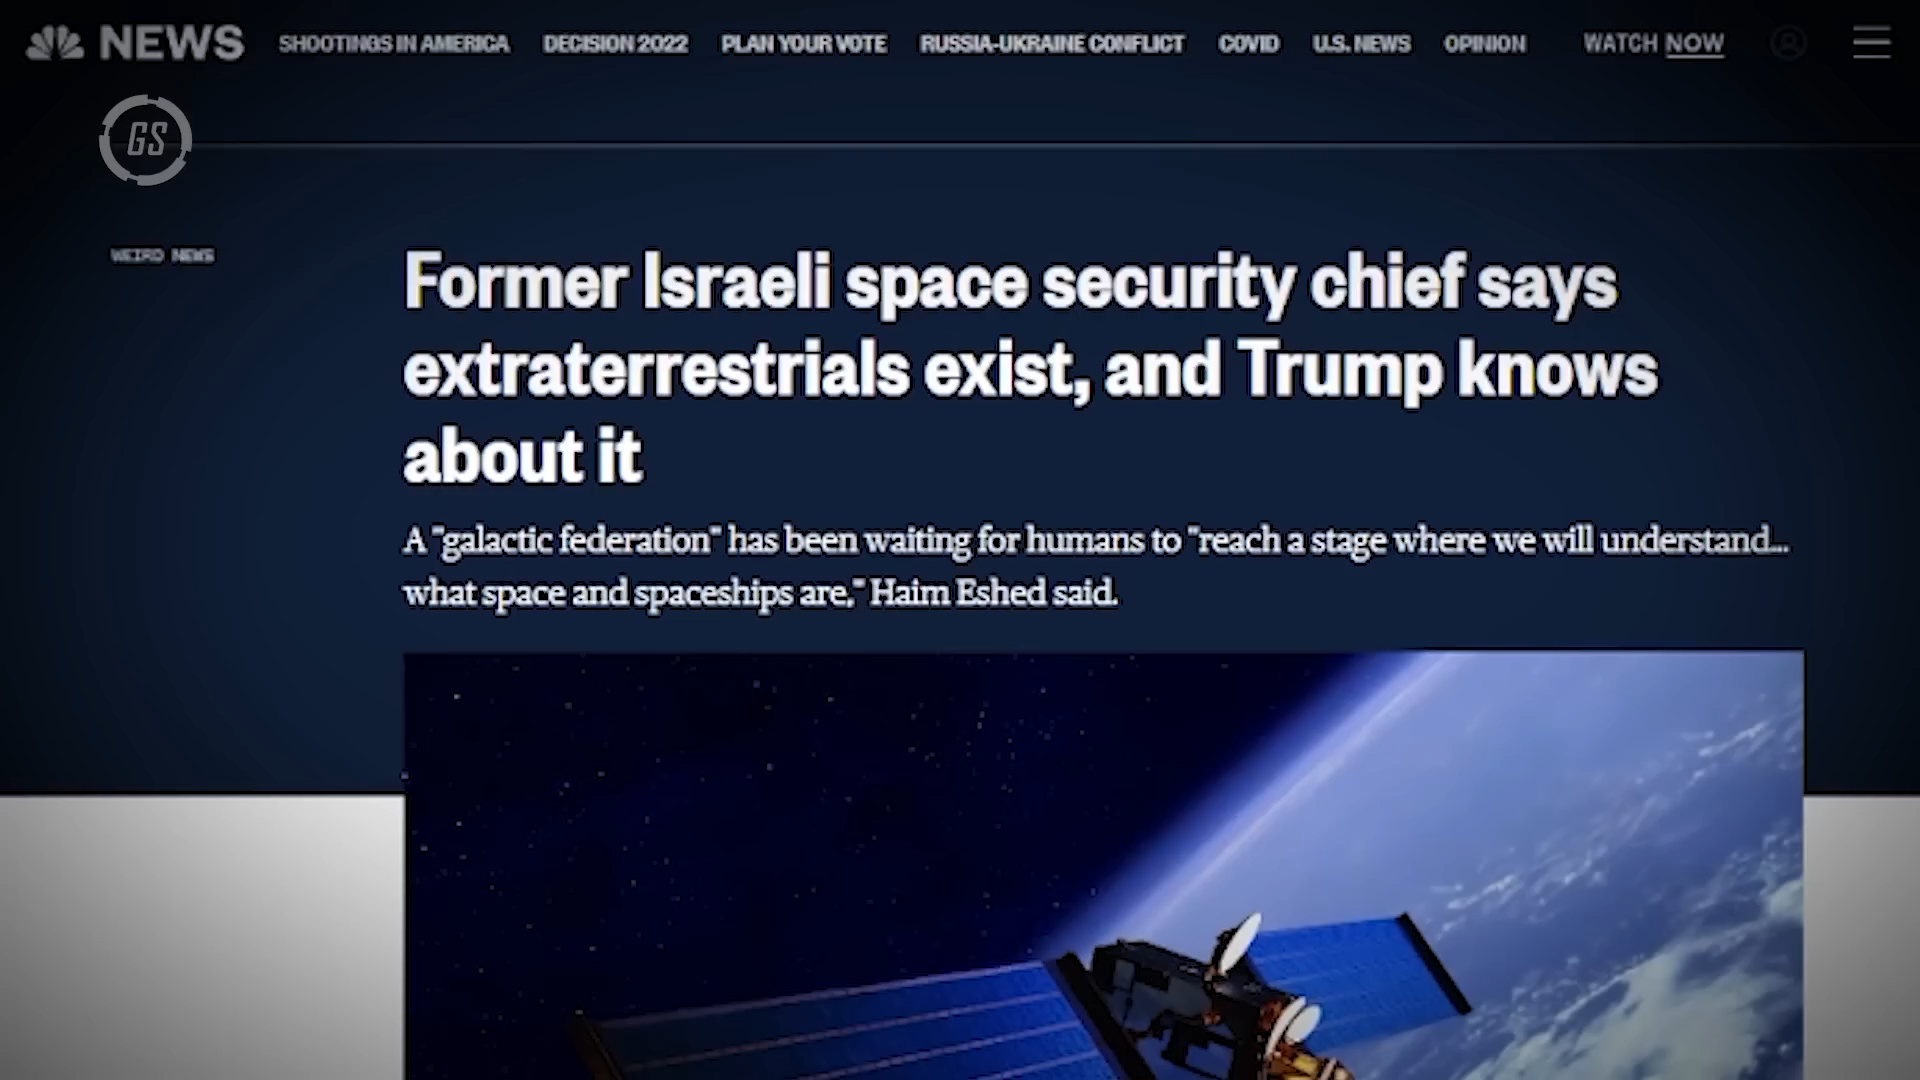 NEWS SHOOTINGS IN AMERICA DECISION 2022 PLAN YOUR VOTE RUSSIA-UKRAINE CONFLICT COVID U.S. NEWS OPINION WATCH NOW
GS
WEIRD NEWS
Former Israeli space security chief says
extraterrestrials exist, and Trump knows
about it
A "galactic federation" has been waiting for humans to "reach a stage where we will understand...
what space and spaceships are," Haim Eshed said.